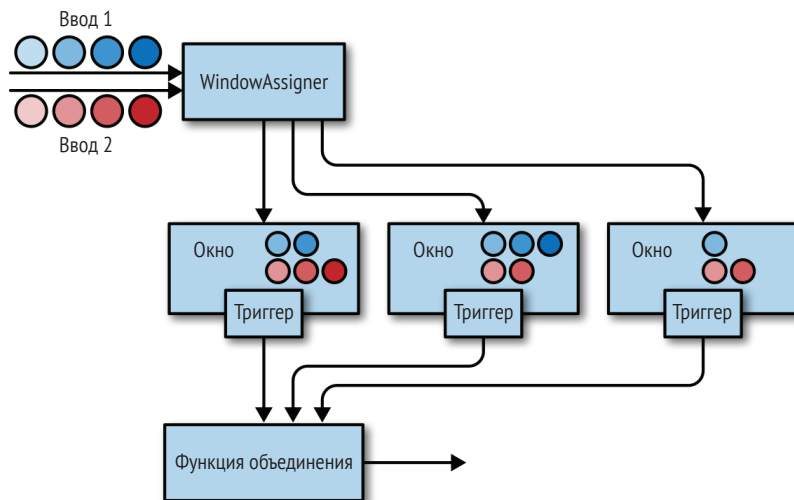 Ввод 1
WindowAssigner
Ввод 2
Окно
Окно
Окно
Триггер
Триггер
Триггер
Функция объединения